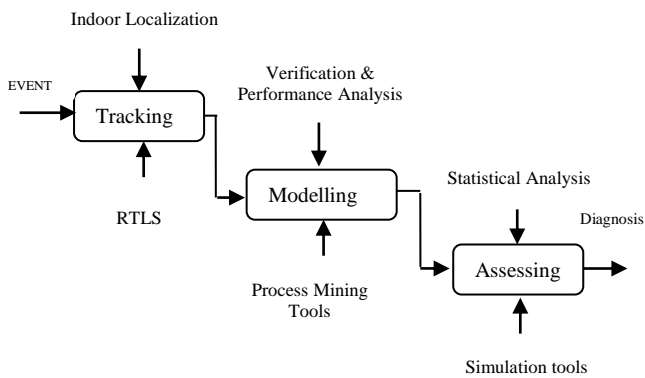 Indoor Localization
EVENT
Tracking
RTLS
Verification &
Performance Analysis
Modelling
Process Mining
Tools
Statistical Analysis
Diagnosis
Assessing
Simulation tools